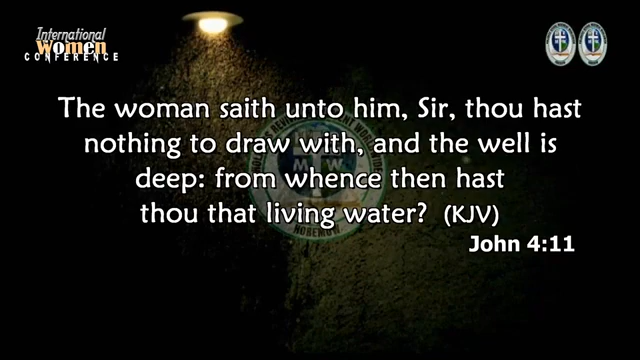 International
Women
CONFERENCE
The woman saith unto him, Sir, thou hast
nothing to draw with, and the well is
deep: from whence then hast
thou that living water? (KJV)
John 4:11
M W
HOREMOW